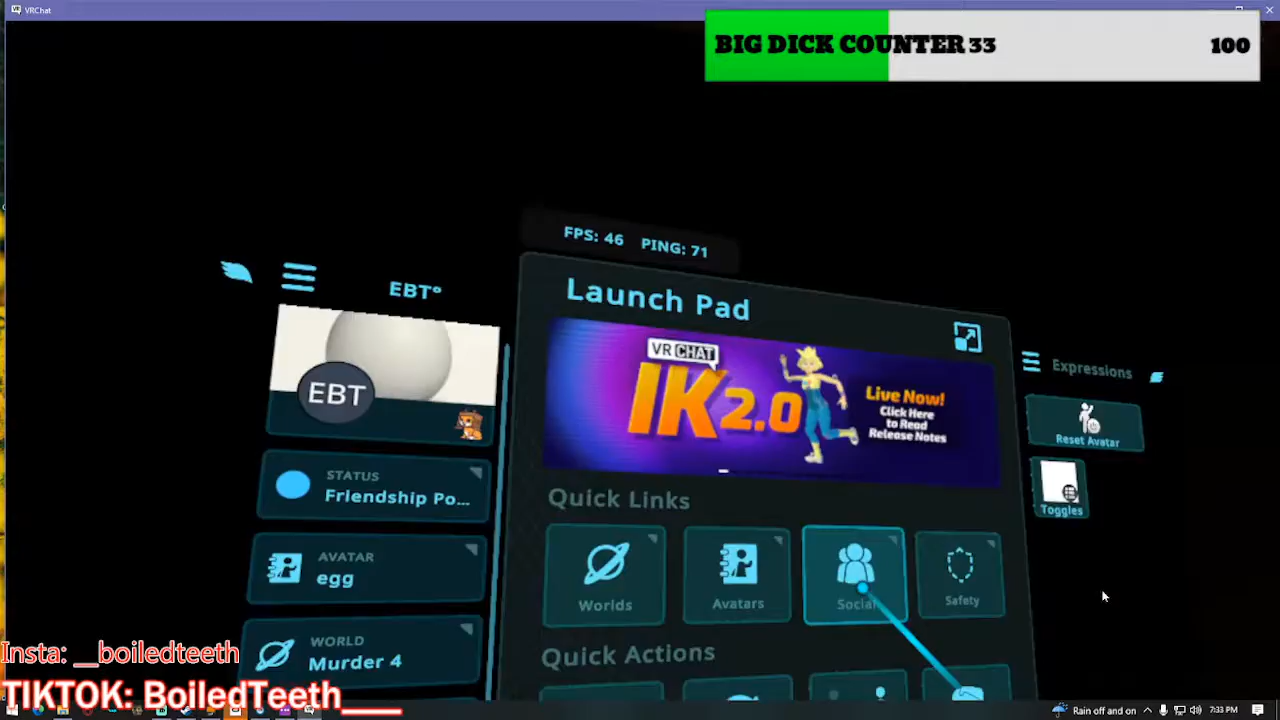 VRChat
BIG DICK COUNTER 33
100
FPS: 46 PING: 71
EBT°
Launch Pad
EBT
VRCHAT
IK 2.0
Live Now!
Click Here
to Read
Release Notes
Expressions
Reset Avatar
Toggles
STATUS
Friendship Po...
Quick Links
AVATAR
egg
Worlds
Avatars
Social
Safety
WORLD
Murder 4
Quick Actions
Insta: __boiledteeth
TIKTOK: BoiledTeeth____
Rain off and on
7:33 PM